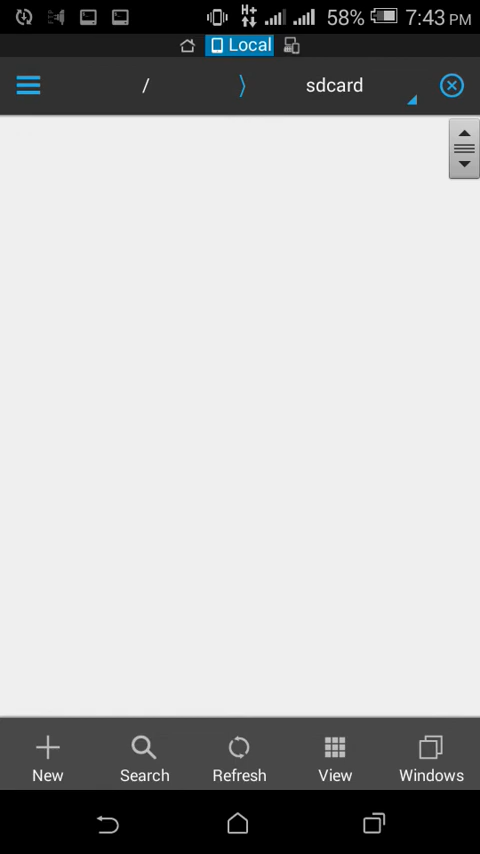 H+ 58% 7:43 PM
Local
/ 〉 sdcard
New Search Refresh View Windows